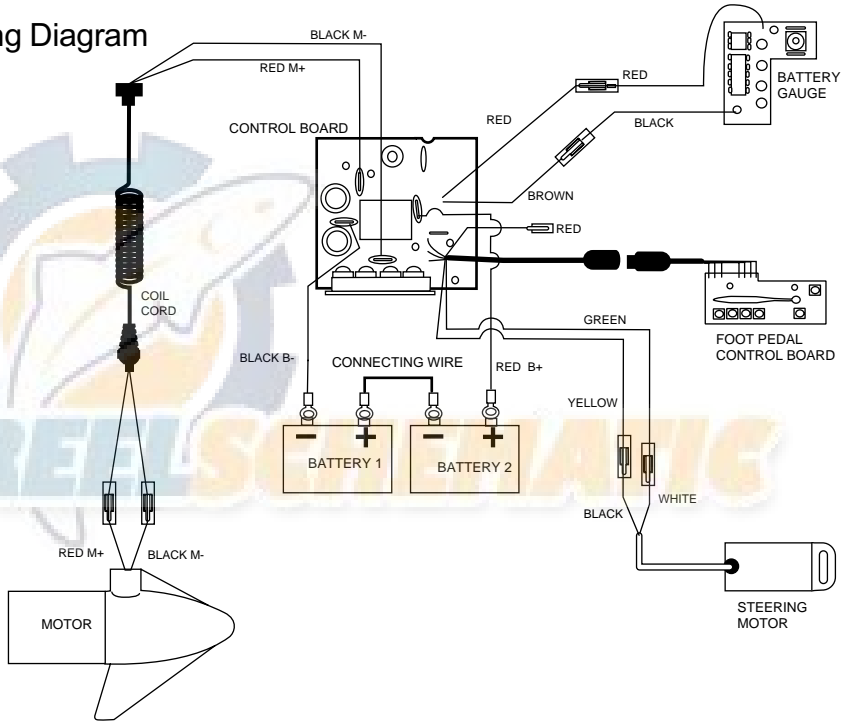 ng Diagram
BLACK M-
RED M+
CONTROL BOARD
RED
RED
BLACK
BATTERY
GAUGE
BROWN
RED
COIL
CORD
GREEN
FOOT PEDAL
CONTROL BOARD
BLACK B-
CONNECTING WIRE
RED B+
YELLOW
BATTERY 1
BATTERY 2
REELSCHEMATIC
BLACK
WHITE
RED M+
BLACK M-
MOTOR
STEERING
MOTOR